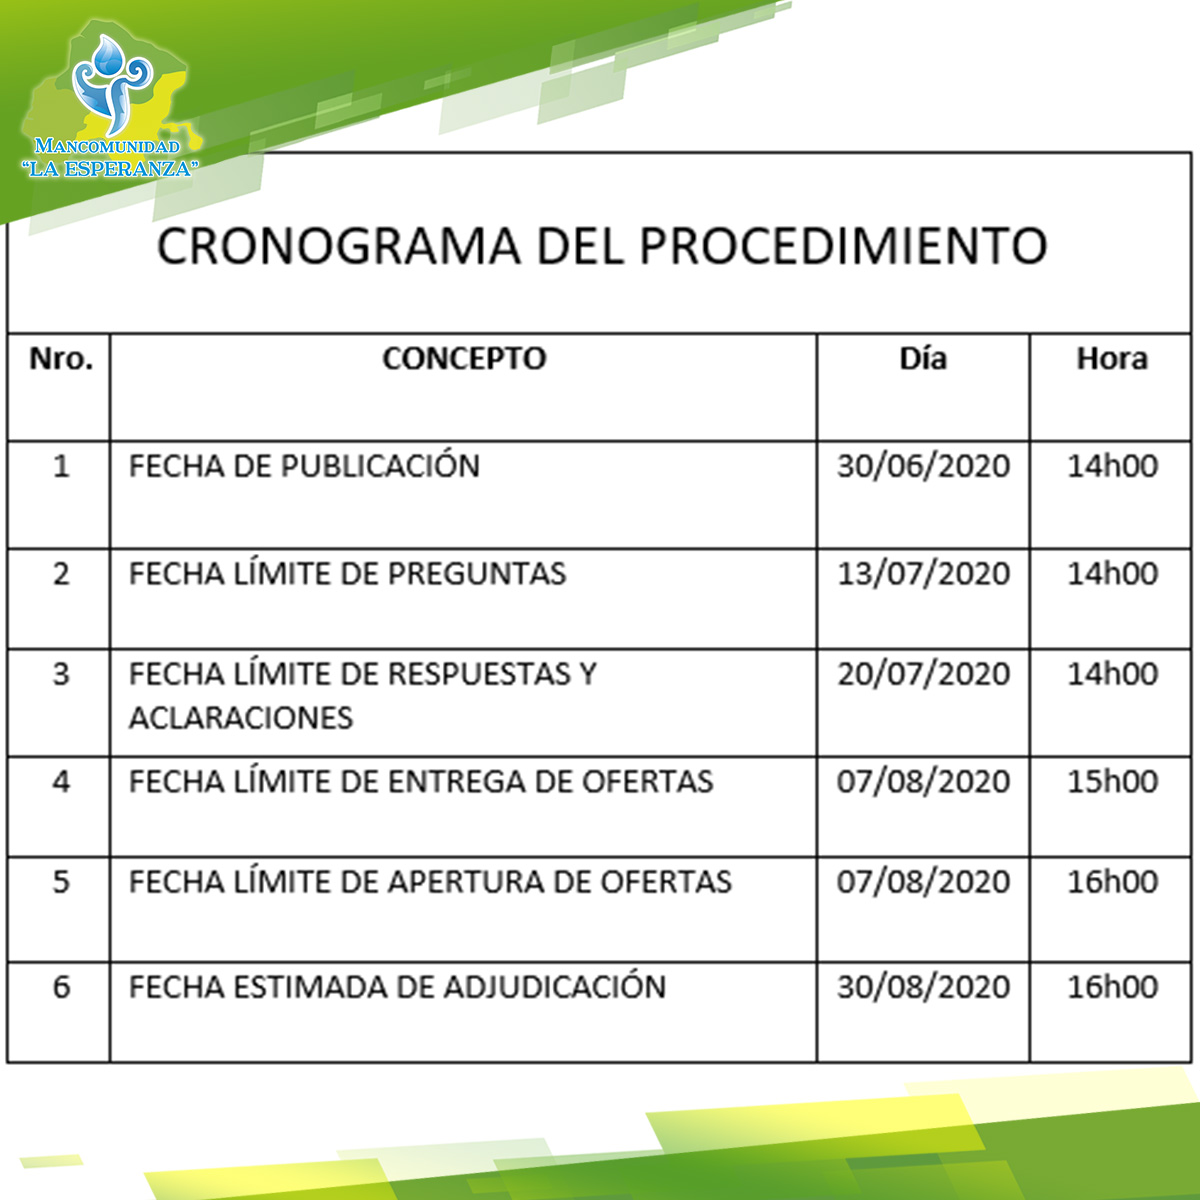 MANCOMUNIDAD
“LA ESPERANZA”
CRONOGRAMA DEL PROCEDIMIENTO
Nro. CONCEPTO Día Hora
1 FECHA DE PUBLICACIÓN 30/06/2020 14h00
2 FECHA LÍMITE DE PREGUNTAS 13/07/2020 14h00
3 FECHA LÍMITE DE RESPUESTAS Y 20/07/2020 14h00
ACLARACIONES
4 FECHA LÍMITE DE ENTREGA DE OFERTAS 07/08/2020 15h00
5 FECHA LÍMITE DE APERTURA DE OFERTAS 07/08/2020 16h00
6 FECHA ESTIMADA DE ADJUDICACIÓN 30/08/2020 16h00